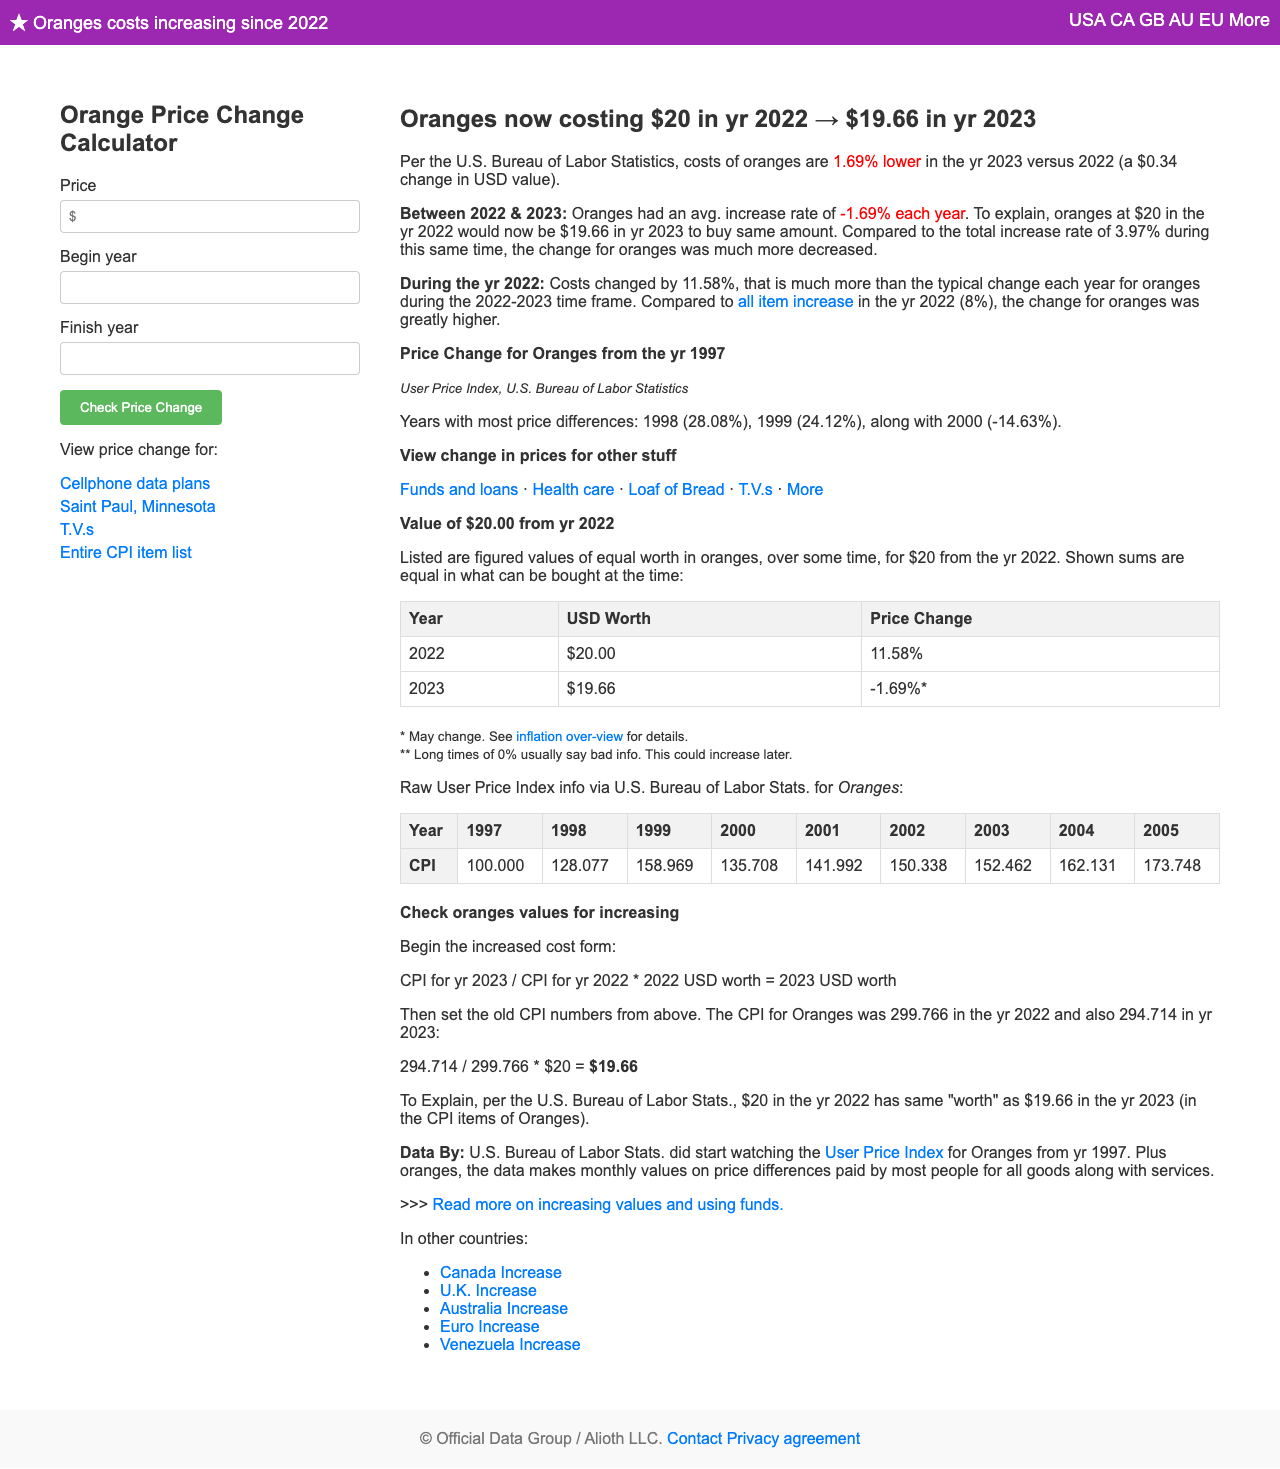 ★ Oranges costs increasing since 2022
USA CA GB AU EU More
Orange Price Change
Calculator
Price
$
Begin year
Finish year
Check Price Change
View price change for:
Cellphone data plans
Saint Paul, Minnesota
T.V.s
Entire CPI item list
Oranges now costing $20 in yr 2022 → $19.66 in yr 2023
Per the U.S. Bureau of Labor Statistics, costs of oranges are 1.69% lower in the yr 2023 versus 2022 (a $0.34
change in USD value).
Between 2022 & 2023: Oranges had an avg. increase rate of -1.69% each year. To explain, oranges at $20 in the
yr 2022 would now be $19.66 in yr 2023 to buy same amount. Compared to the total increase rate of 3.97% during
this same time, the change for oranges was much more decreased.
During the yr 2022: Costs changed by 11.58%, that is much more than the typical change each year for oranges
during the 2022-2023 time frame. Compared to all item increase in the yr 2022 (8%), the change for oranges was
greatly higher.
Price Change for Oranges from the yr 1997
User Price Index, U.S. Bureau of Labor Statistics
Years with most price differences: 1998 (28.08%), 1999 (24.12%), along with 2000 (-14.63%).
View change in prices for other stuff
Funds and loans · Health care · Loaf of Bread · T.V.s · More
Value of $20.00 from yr 2022
Listed are figured values of equal worth in oranges, over some time, for $20 from the yr 2022. Shown sums are
equal in what can be bought at the time:
Year USD Worth Price Change
2022 $20.00 11.58%
2023 $19.66 -1.69%*
* May change. See inflation over-view for details.
** Long times of 0% usually say bad info. This could increase later.
Raw User Price Index info via U.S. Bureau of Labor Stats. for Oranges:
Year 1997 1998 1999 2000 2001 2002 2003 2004 2005
CPI 100.000 128.077 158.969 135.708 141.992 150.338 152.462 162.131 173.748
Check oranges values for increasing
Begin the increased cost form:
CPI for yr 2023 / CPI for yr 2022 * 2022 USD worth = 2023 USD worth
Then set the old CPI numbers from above. The CPI for Oranges was 299.766 in the yr 2022 and also 294.714 in yr
2023:
294.714 / 299.766 * $20 = $19.66
To Explain, per the U.S. Bureau of Labor Stats., $20 in the yr 2022 has same "worth" as $19.66 in the yr 2023 (in
the CPI items of Oranges).
Data By: U.S. Bureau of Labor Stats. did start watching the User Price Index for Oranges from yr 1997. Plus
oranges, the data makes monthly values on price differences paid by most people for all goods along with services.
>>> Read more on increasing values and using funds.
In other countries:
• Canada Increase
• U.K. Increase
• Australia Increase
• Euro Increase
• Venezuela Increase
© Official Data Group / Alioth LLC. Contact Privacy agreement